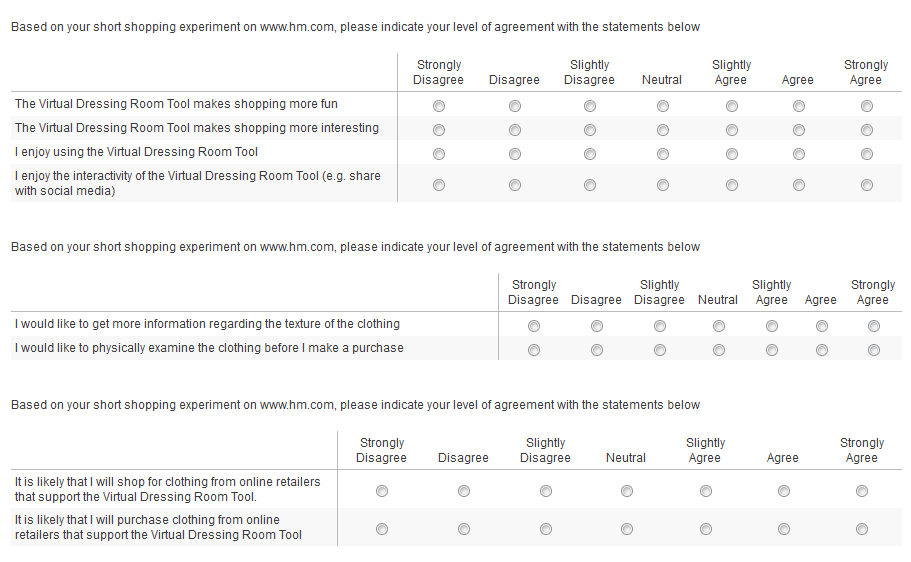 Based on your short shopping experiment on www.hm.com, please indicate your level of agreement with the statements below
Strongly Disagree Disagree Slightly Disagree Neutral Slightly Agree Agree Strongly Agree
The Virtual Dressing Room Tool makes shopping more fun
The Virtual Dressing Room Tool makes shopping more interesting
I enjoy using the Virtual Dressing Room Tool
I enjoy the interactivity of the Virtual Dressing Room Tool (e.g. share
with social media)
Based on your short shopping experiment on www.hm.com, please indicate your level of agreement with the statements below
Strongly Disagree Disagree Slightly Disagree Neutral Slightly Agree Agree Strongly Agree
I would like to get more information regarding the texture of the clothing
I would like to physically examine the clothing before I make a purchase
Based on your short shopping experiment on www.hm.com, please indicate your level of agreement with the statements below
Strongly Disagree Disagree Slightly Disagree Neutral Slightly Agree Agree Strongly Agree
It is likely that I will shop for clothing from online retailers
that support the Virtual Dressing Room Tool.
It is likely that I will purchase clothing from online
retailers that support the Virtual Dressing Room Tool